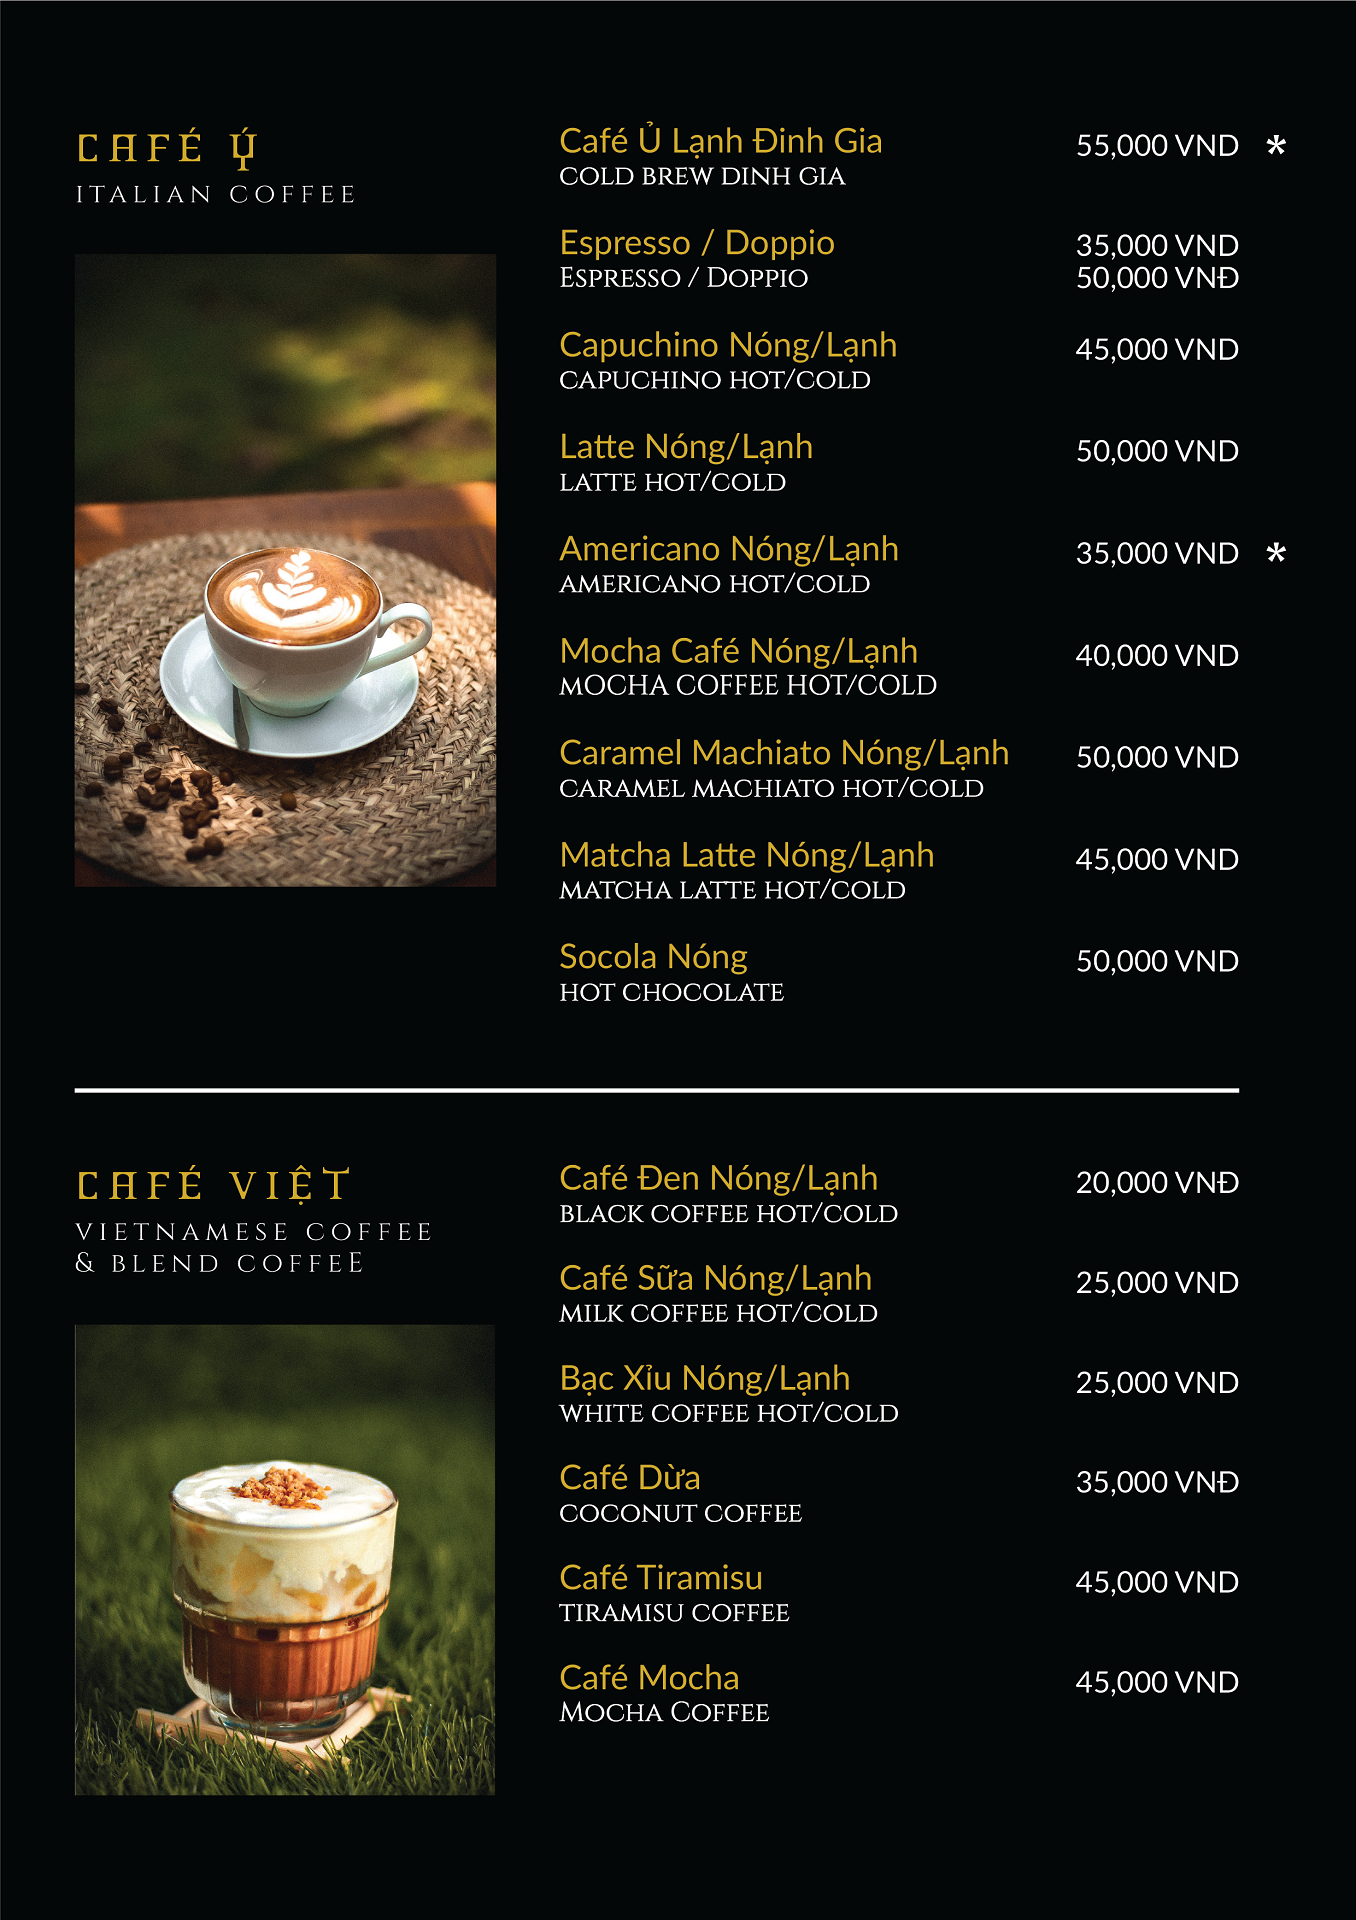 CAFÉ Ý
ITALIAN COFFEE
Café Ủ Lạnh Đinh Gia 55,000 VND *
COLD BREW DINH GIA
Espresso / Doppio 35,000 VND
ESPRESSO / DOPPIO 50,000 VNĐ
Capuchino Nóng/Lạnh 45,000 VND
CAPUCHINO HOT/COLD
Latte Nóng/Lạnh 50,000 VND
LATTE HOT/COLD
Americano Nóng/Lạnh 35,000 VND *
AMERICANO HOT/COLD
Mocha Café Nóng/Lạnh 40,000 VND
MOCHA COFFEE HOT/COLD
Caramel Machiato Nóng/Lạnh 50,000 VND
CARAMEL MACHIATO HOT/COLD
Matcha Latte Nóng/Lạnh 45,000 VND
MATCHA LATTE HOT/COLD
Socola Nóng 50,000 VND
HOT CHOCOLATE
CAFÉ VIỆT
VIETNAMESE COFFEE
& BLEND COFFEE
Café Đen Nóng/Lạnh 20,000 VNĐ
BLACK COFFEE HOT/COLD
Café Sữa Nóng/Lạnh 25,000 VND
MILK COFFEE HOT/COLD
Bạc Xỉu Nóng/Lạnh 25,000 VND
WHITE COFFEE HOT/COLD
Café Dừa 35,000 VNĐ
COCONUT COFFEE
Café Tiramisu 45,000 VND
TIRAMISU COFFEE
Café Mocha 45,000 VND
MOCHA COFFEE